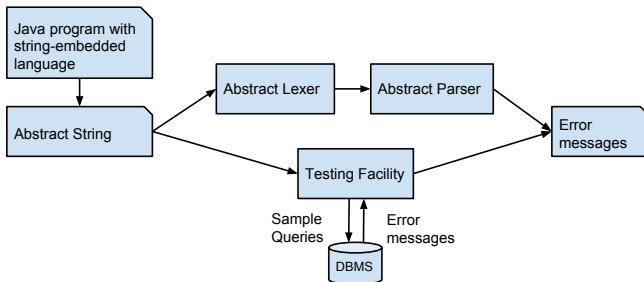 Java program with
string-embedded
language
Abstract String
Abstract Lexer
Abstract Parser
Error
messages
Testing Facility
Sample
Queries
Error
messages
DBMS